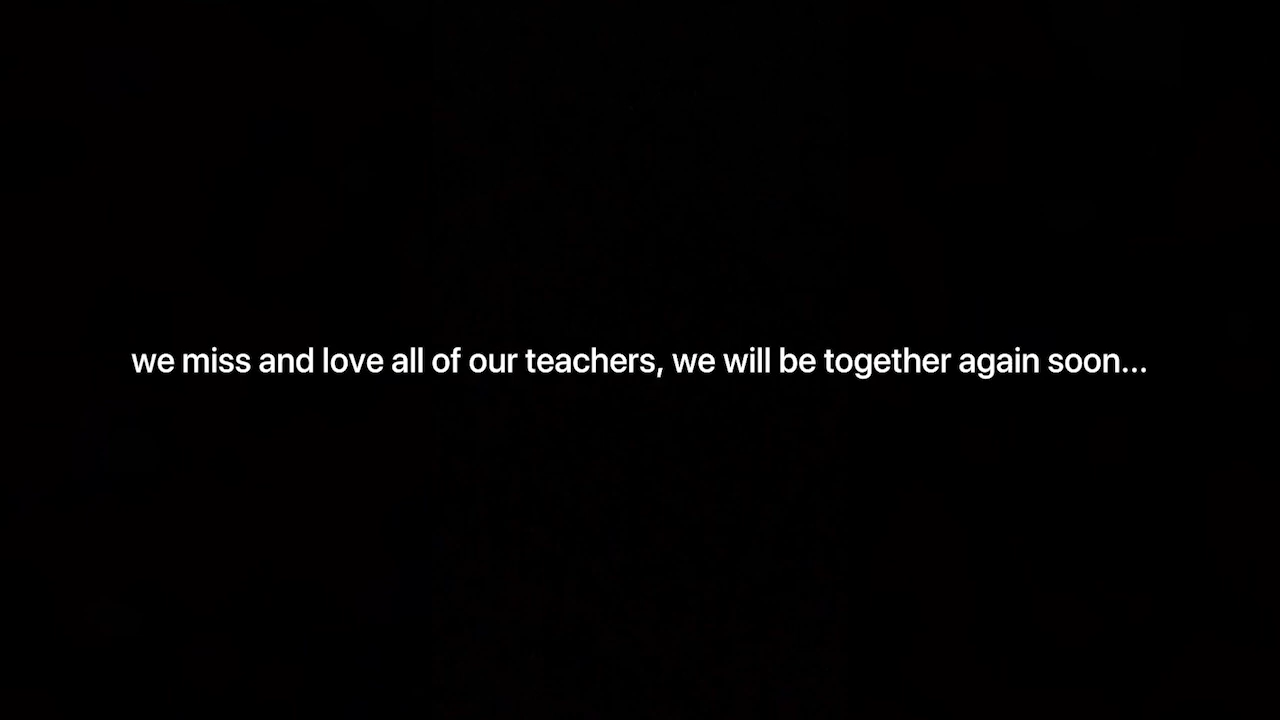 we miss and love all of our teachers, we will be together again soon...